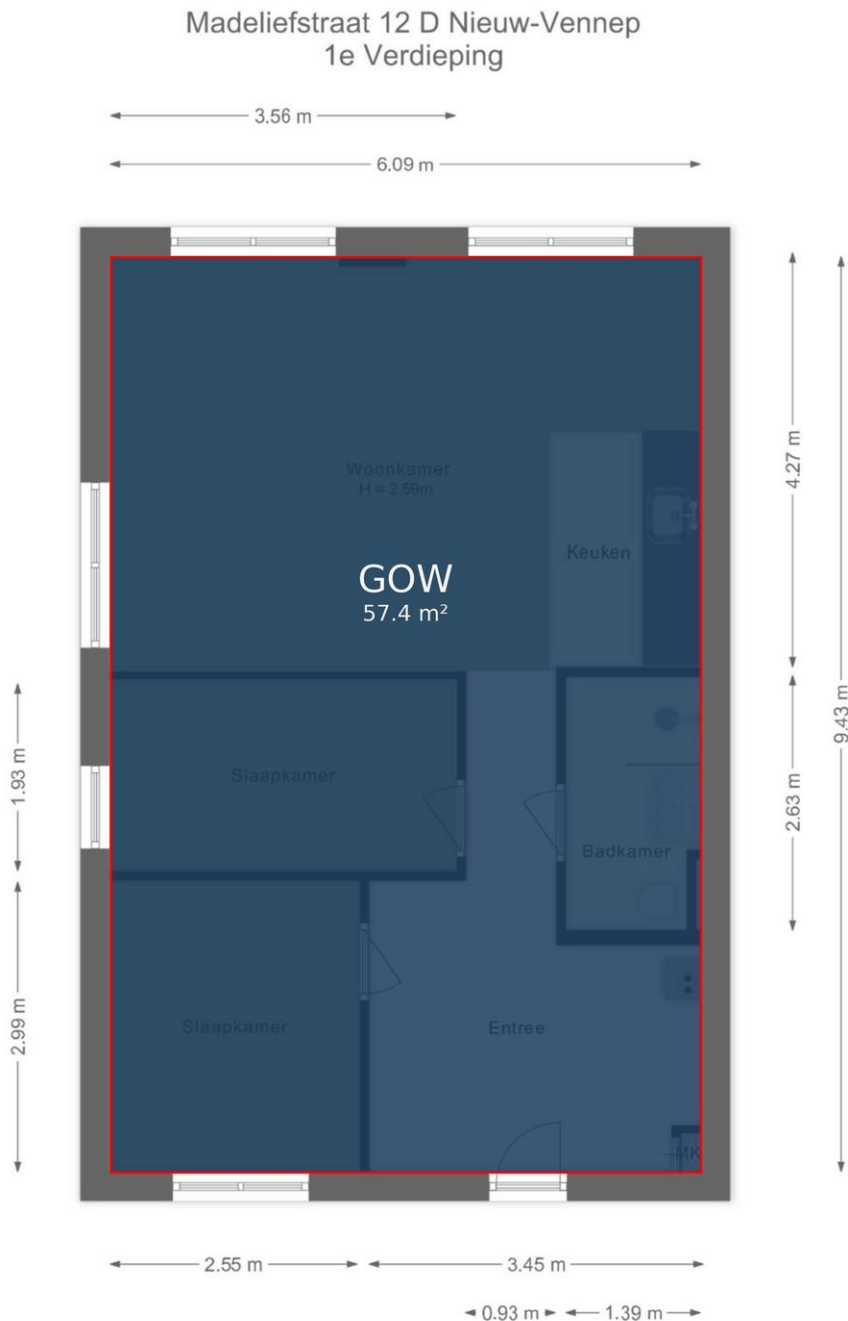 Madeliefstraat 12 D Nieuw-Vennep
1e Verdieping
3.56 m
6.09 m
4.27 m
9.43 m
Woonkamer
H = 2.59m
Keuken
GOW
57.4 m²
1.93 m
Slaapkamer
2.63 m
Badkamer
2.99 m
Slaapkamer
Entree
MK
2.55 m
3.45 m
0.93 m
1.39 m